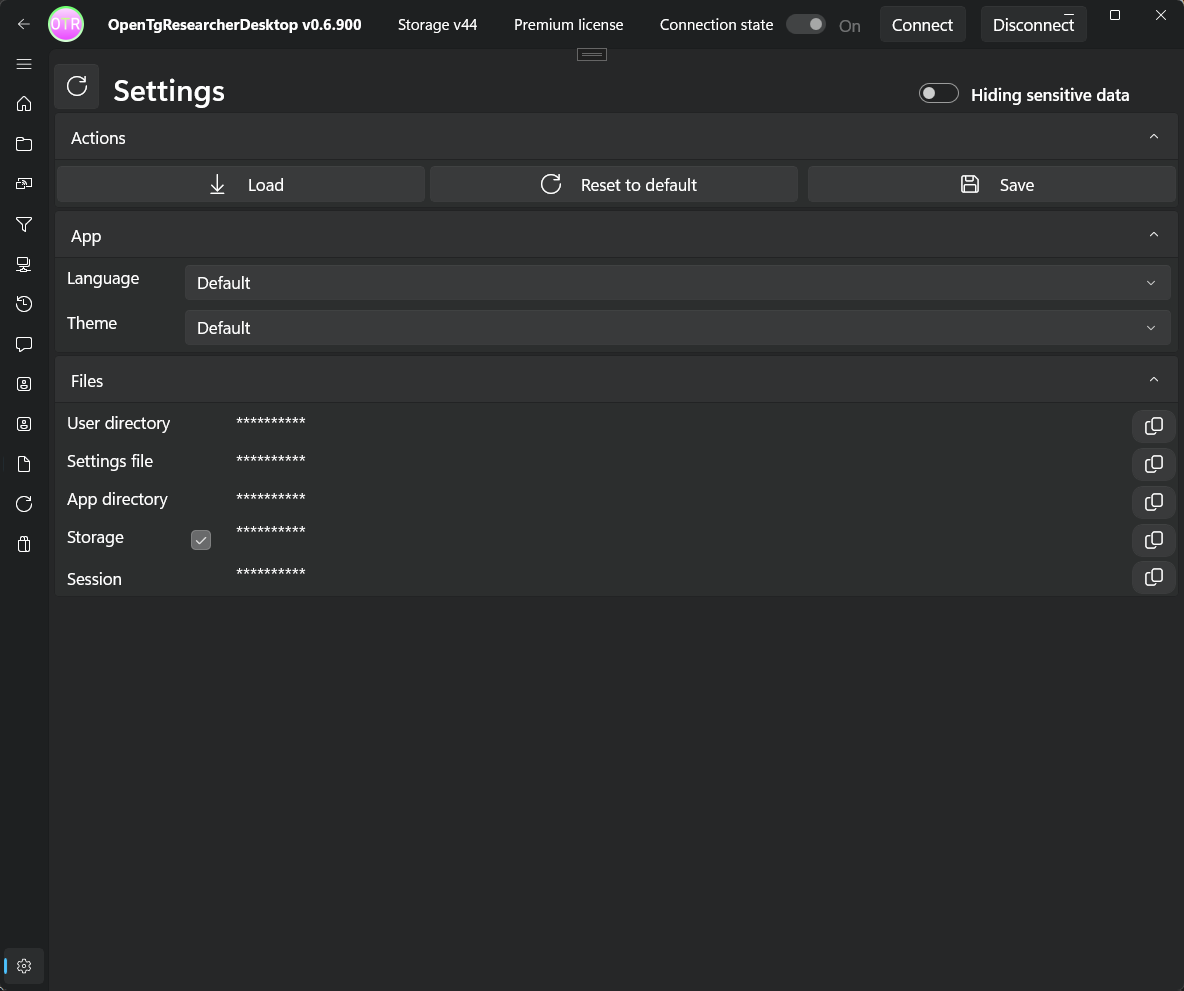 OTR OpenTgResearcherDesktop v0.6.900 Storage v44 Premium license Connection state On Connect Disconnect
Settings Hiding sensitive data
Actions
Load Reset to default Save
App
Language Default
Theme Default
Files
User directory **********
Settings file **********
App directory **********
Storage **********
Session **********